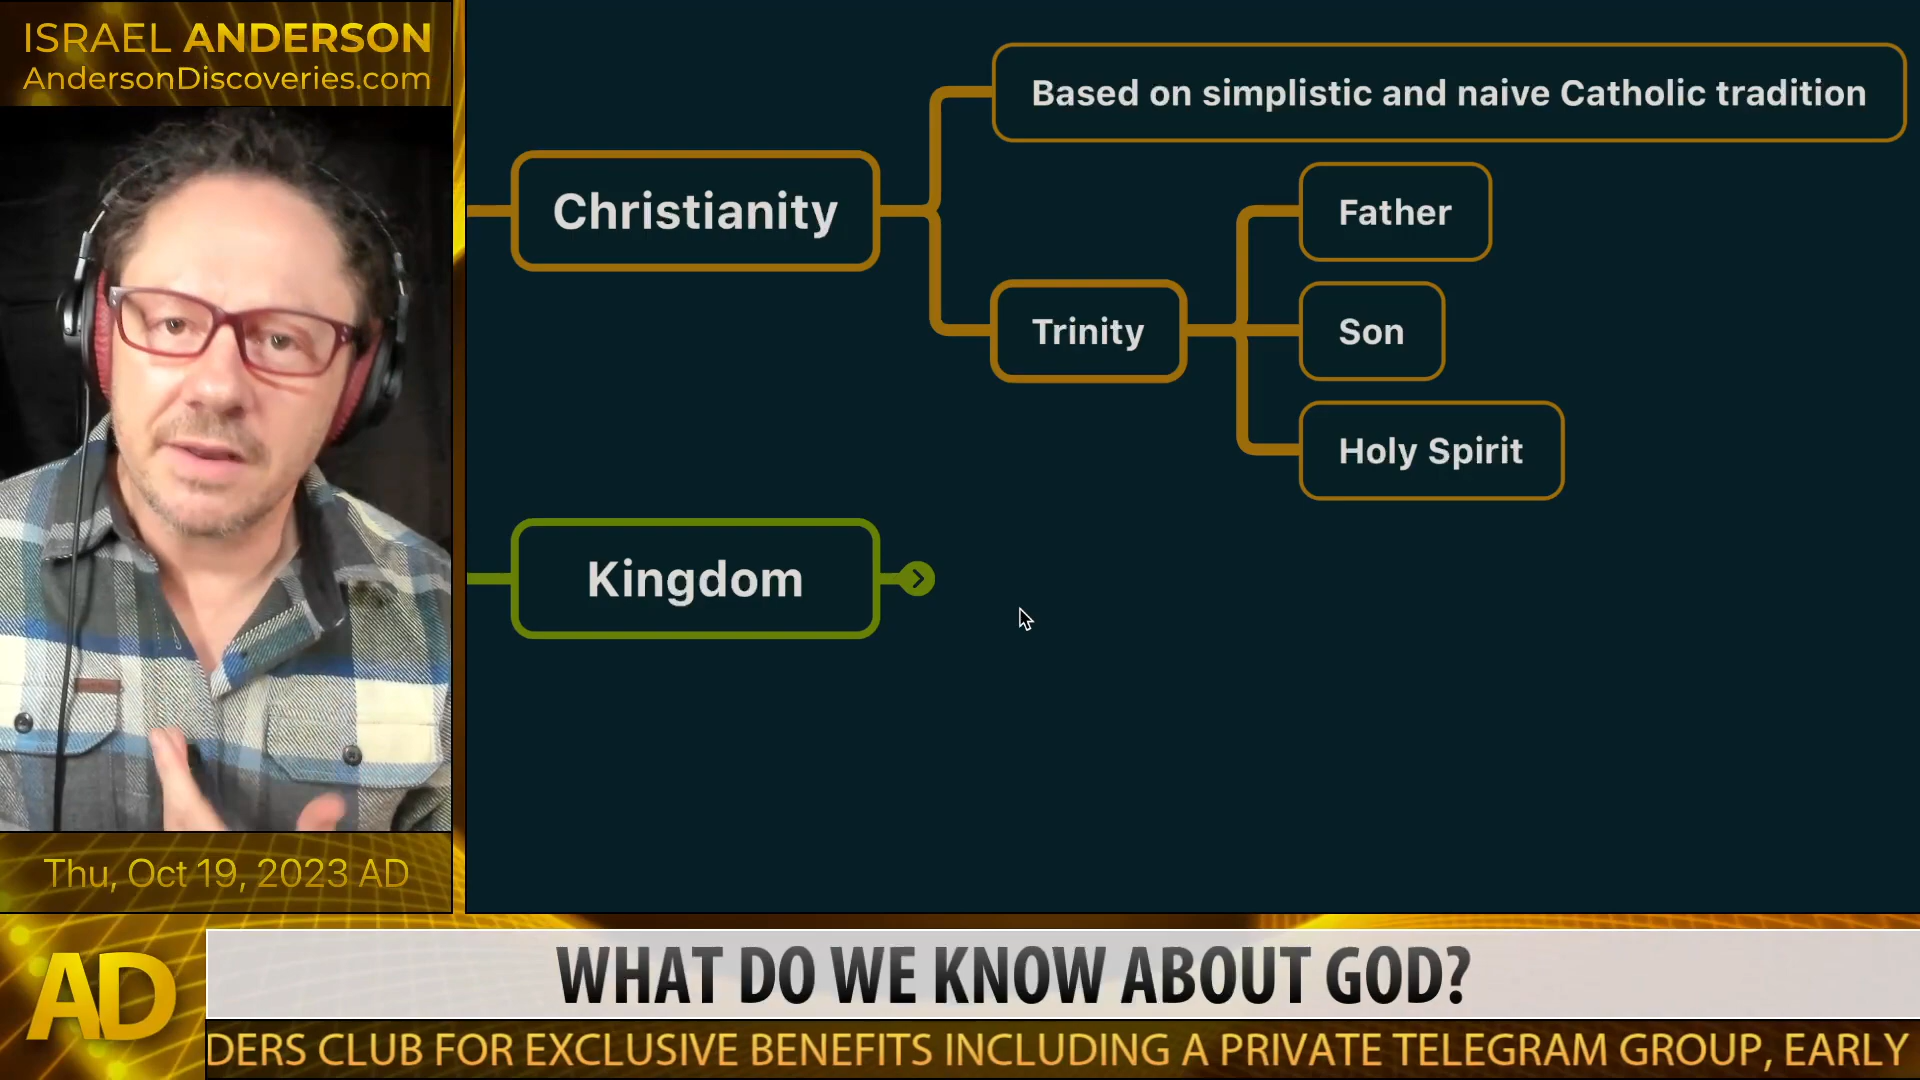 ISRAEL ANDERSON
AndersonDiscoveries.com
Based on simplistic and naive Catholic tradition
Christianity
Father
Trinity
Son
Holy Spirit
Kingdom
Thu, Oct 19, 2023 AD
AD
WHAT DO WE KNOW ABOUT GOD?
DERS CLUB FOR EXCLUSIVE BENEFITS INCLUDING A PRIVATE TELEGRAM GROUP, EARLY